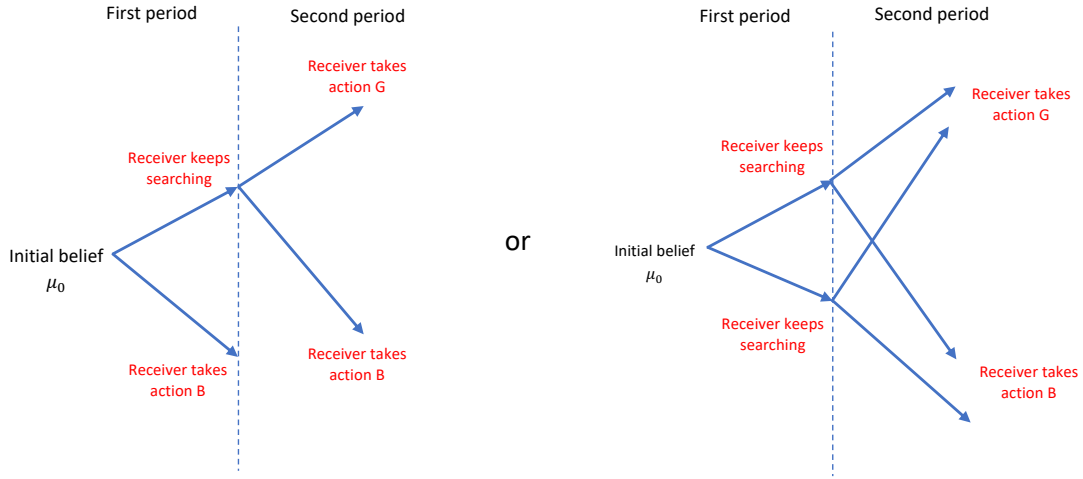 First period
Second period
Receiver takes
action G
Receiver keeps
searching
Initial belief
μ₀
Receiver takes
action B
Receiver takes
action B
or
First period
Second period
Receiver takes
action G
Receiver keeps
searching
Initial belief
μ₀
Receiver keeps
searching
Receiver takes
action B